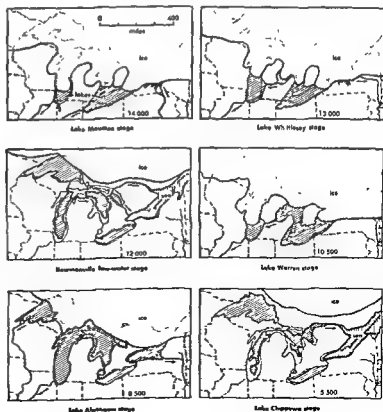 0 400
miles
ice
lakes
14 000
Lake Maumee stage
ice
13 000
Lake Whittlesey stage
ice
12 000
Bowmanville low-water stage
ice
10 500
Lake Warren stage
ice
8 500
Lake Algonquin stage
ice
5 500
Lake Chippewa stage